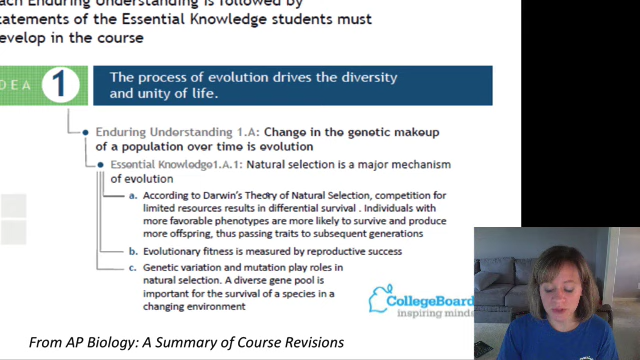 ach Enduring Understanding is followed by
tatements of the Essential Knowledge students must
evelop in the course
DEA 1 The process of evolution drives the diversity
and unity of life.
Enduring Understanding 1.A: Change in the genetic makeup
of a population over time is evolution
Essential Knowledge1.A.1: Natural selection is a major mechanism
of evolution
a. According to Darwin's Theory of Natural Selection, competition for
limited resources results in differential survival . Individuals with
more favorable phenotypes are more likely to survive and produce
more offspring, thus passing traits to subsequent generations
b. Evolutionary fitness is measured by reproductive success
c. Genetic variation and mutation play roles in
natural selection. A diverse gene pool is
important for the survival of a species in a
changing environment
CollegeBoard
inspiring minds
From AP Biology: A Summary of Course Revisions